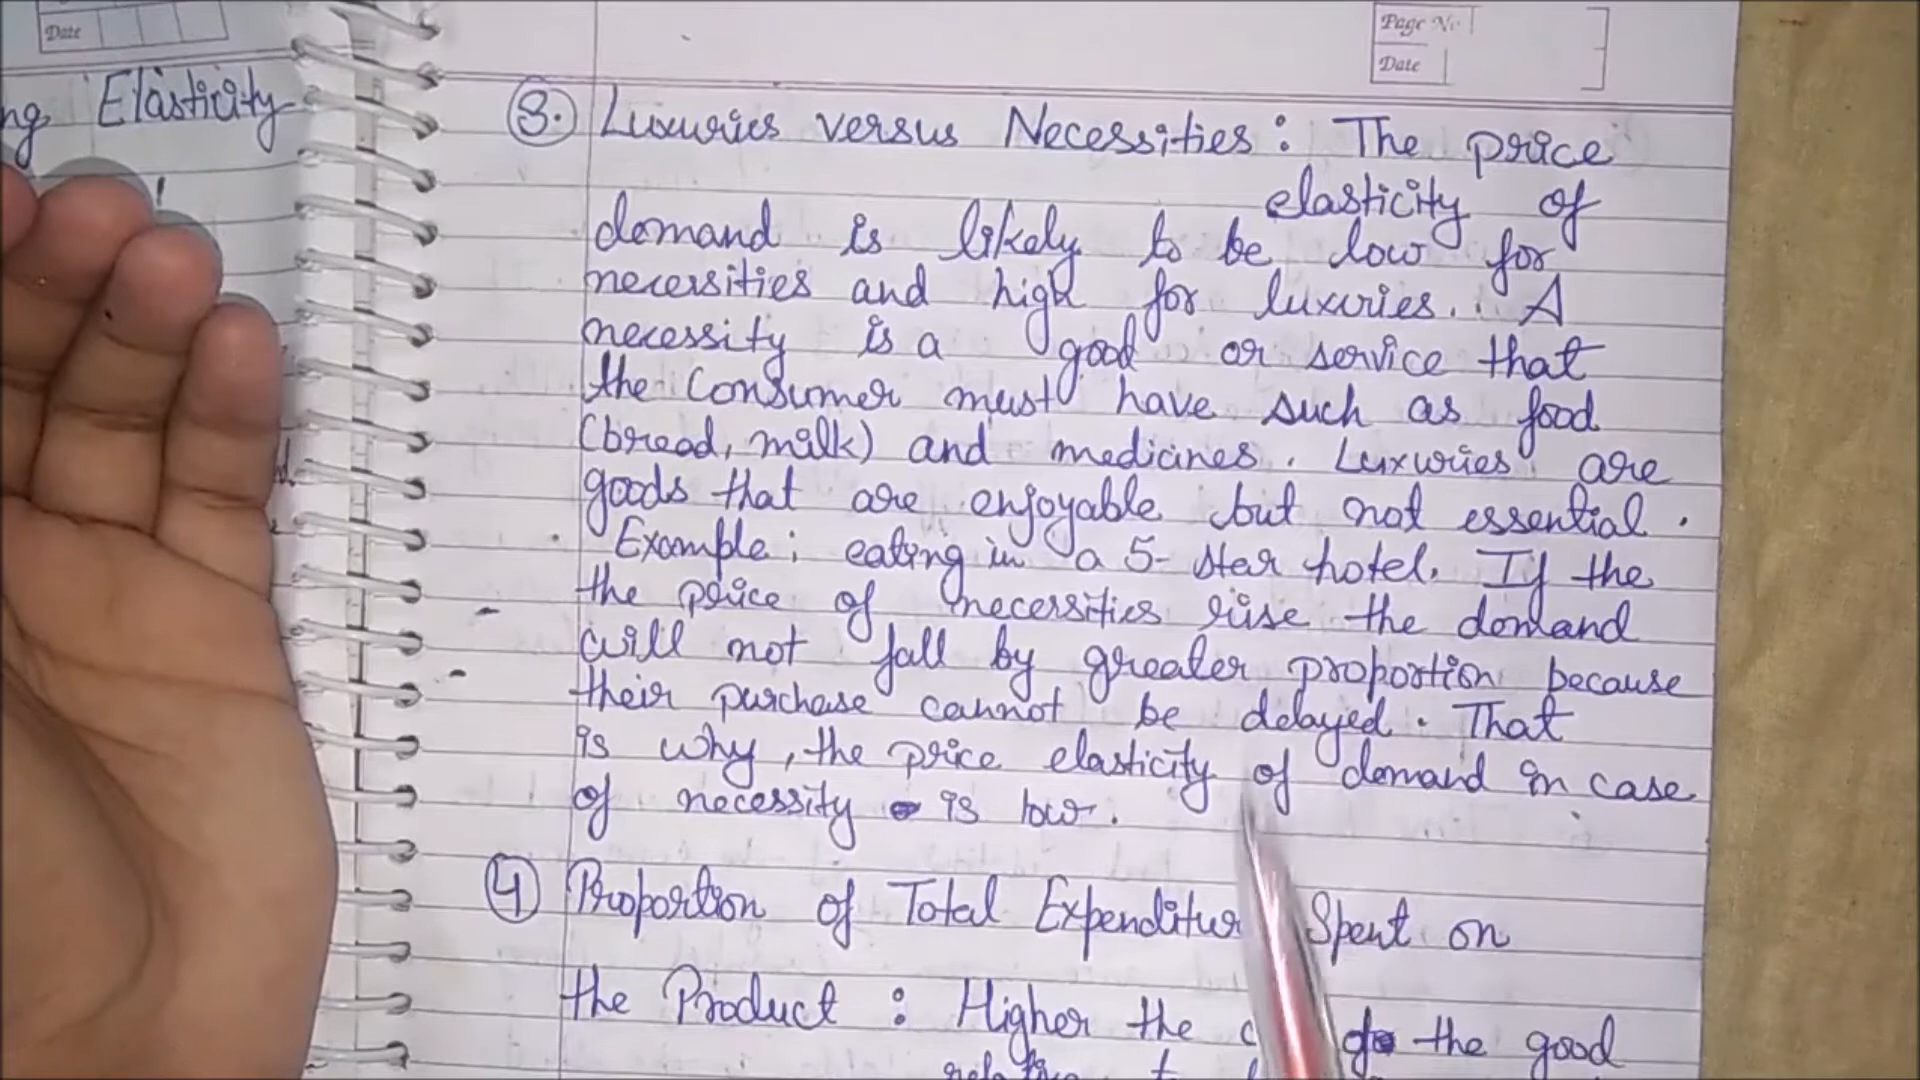 Date
ng Elasticity
Page No
Date
3. Luxuries versus Necessities: The price
elasticity of
demand is likely to be low for
necessities and high for luxuries. A
necessity is a good or service that
the Consumer must have such as food
(bread, milk) and medicines. Luxuries are
goods that are enjoyable but not essential.
Example: eating in a 5-star hotel. If the
the price of necessities rise the demand
will not fall by greater proportion because
their purchase cannot be delayed. That
is why, the price elasticity of demand in case
of necessity is low.
4 Proportion of Total Expenditur Spent on
the Product: Higher the the good